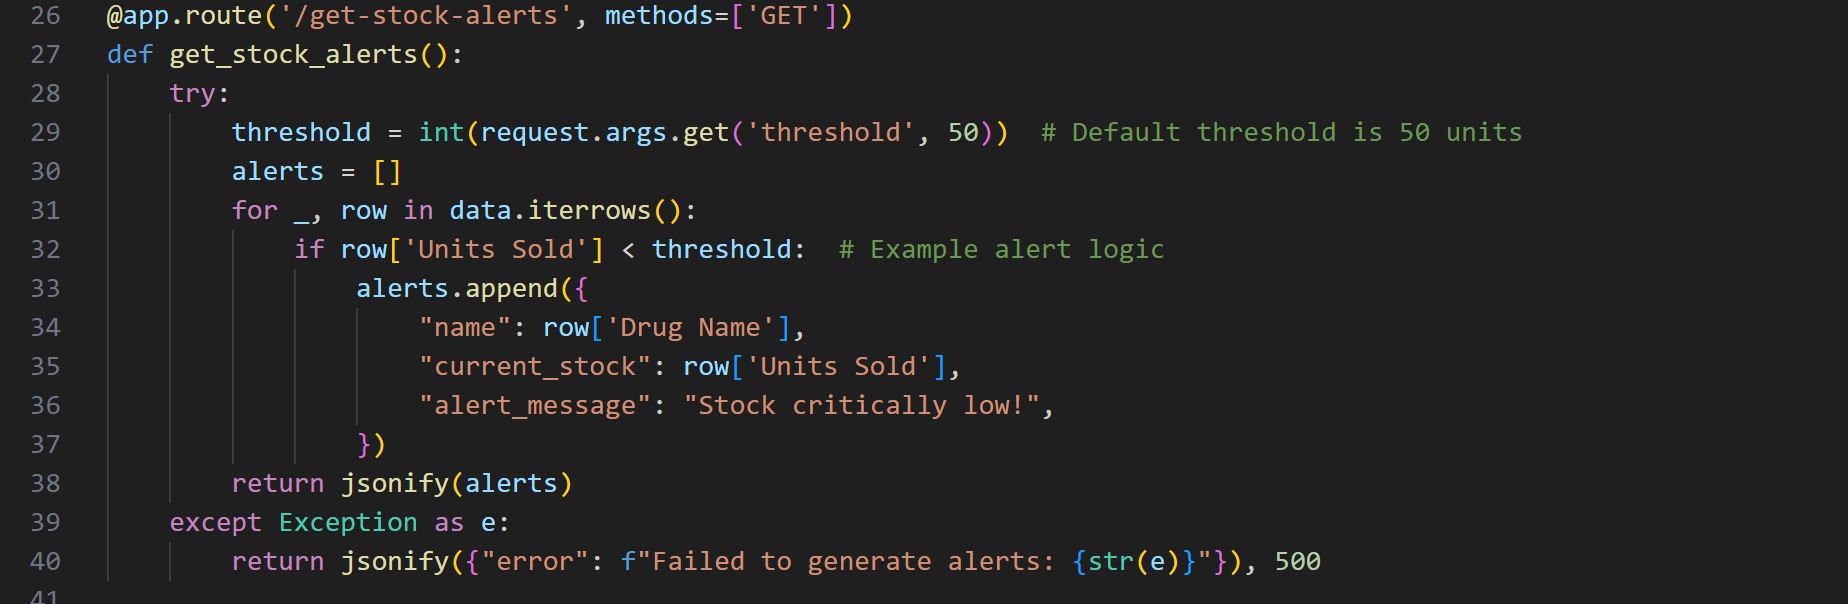 26 @app.route('/get-stock-alerts', methods=['GET'])
27 def get_stock_alerts():
28     try:
29         threshold = int(request.args.get('threshold', 50))  # Default threshold is 50 units
30         alerts = []
31         for _, row in data.iterrows():
32             if row['Units Sold'] < threshold:  # Example alert logic
33                 alerts.append({
34                     "name": row['Drug Name'],
35                     "current_stock": row['Units Sold'],
36                     "alert_message": "Stock critically low!",
37                 })
38         return jsonify(alerts)
39     except Exception as e:
40         return jsonify({"error": f"Failed to generate alerts: {str(e)}"}), 500
41